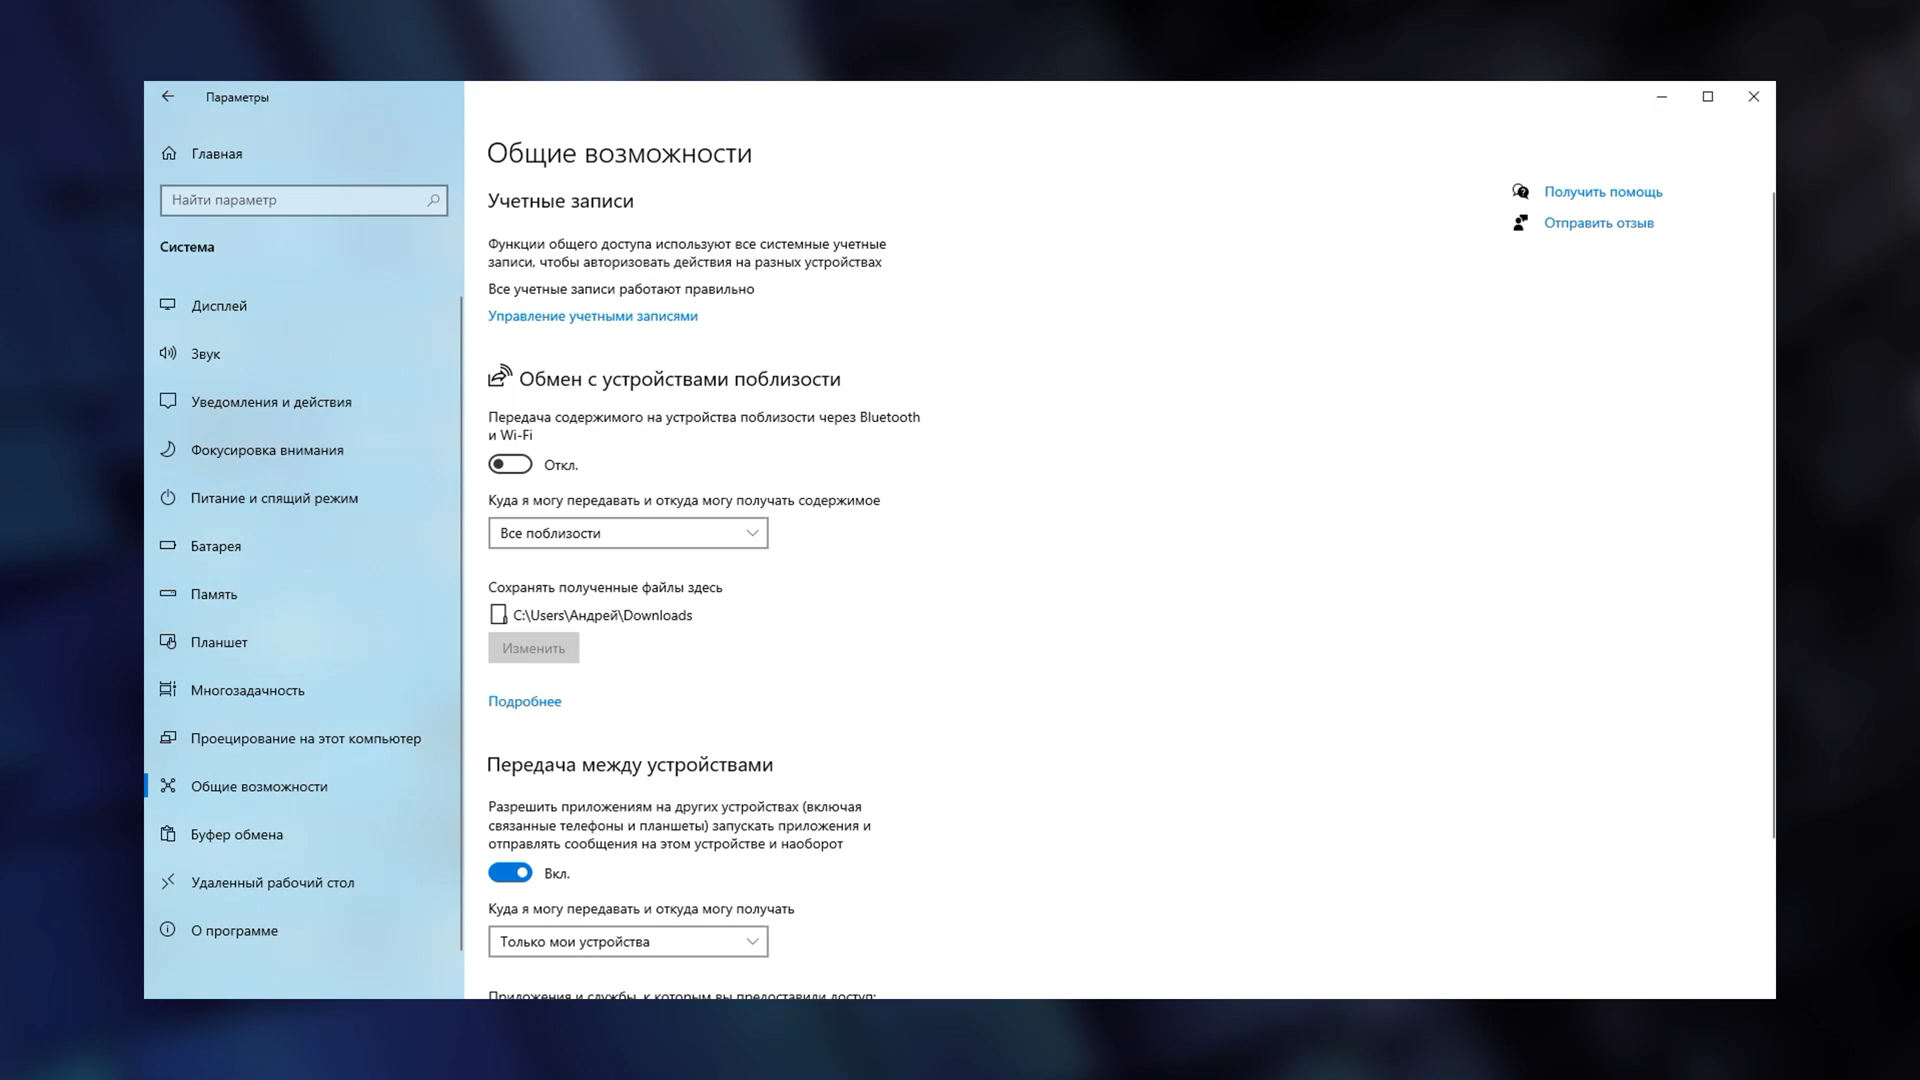 Параметры
Главная
Найти параметр
Система
Дисплей
Звук
Уведомления и действия
Фокусировка внимания
Питание и спящий режим
Батарея
Память
Планшет
Многозадачность
Проецирование на этот компьютер
Общие возможности
Буфер обмена
Удаленный рабочий стол
О программе
Общие возможности
Учетные записи
Функции общего доступа используют все системные учетные
записи, чтобы авторизовать действия на разных устройствах
Все учетные записи работают правильно
Управление учетными записями
Обмен с устройствами поблизости
Передача содержимого на устройства поблизости через Bluetooth
и Wi-Fi
Откл.
Куда я могу передавать и откуда могу получать содержимое
Все поблизости
Сохранять полученные файлы здесь
C:\Users\Андрей\Downloads
Изменить
Подробнее
Передача между устройствами
Разрешить приложениям на других устройствах (включая
связанные телефоны и планшеты) запускать приложения и
отправлять сообщения на этом устройстве и наоборот
Вкл.
Куда я могу передавать и откуда могу получать
Только мои устройства
Приложения и службы, к которым вы предоставили доступ:
Получить помощь
Отправить отзыв